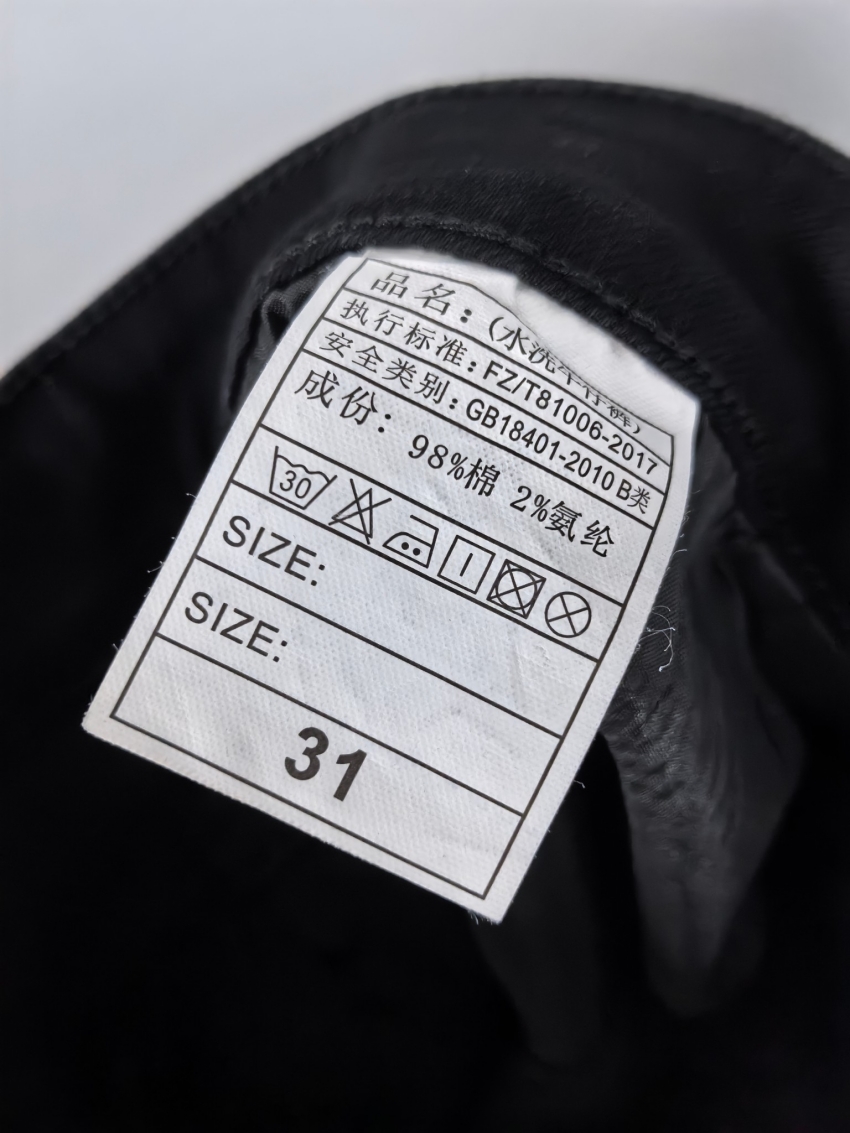 品名：(水洗牛仔裤)
执行标准：FZ/T81006-2017
安全类别：GB18401-2010 B类
成份：98%棉 2%氨纶
30
SIZE:
SIZE:
31